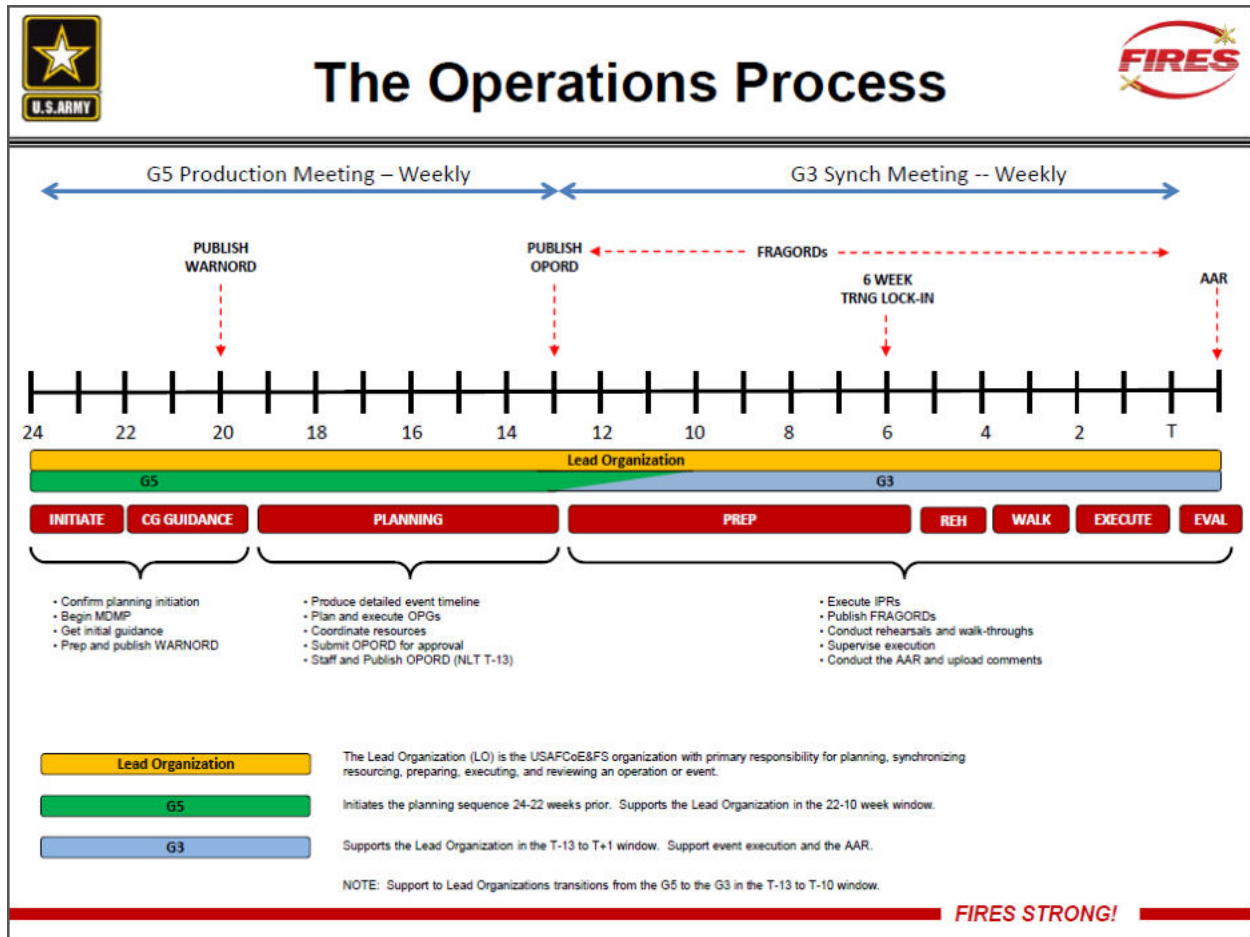 U.S.ARMY
The Operations Process
FIRES
G5 Production Meeting – Weekly
G3 Synch Meeting -- Weekly
PUBLISH
WARNORD
PUBLISH
OPORD
FRAGORDs
6 WEEK
TRNG LOCK-IN
AAR
24 22 20 18 16 14 12 10 8 6 4 2 T
Lead Organization
G5 G3
INITIATE CG GUIDANCE PLANNING PREP REH WALK EXECUTE EVAL
• Confirm planning initiation
• Begin MDMP
• Get initial guidance
• Prep and publish WARNORD
• Produce detailed event timeline
• Plan and execute OPGs
• Coordinate resources
• Submit OPORD for approval
• Staff and Publish OPORD (NLT T-13)
• Execute IPRs
• Publish FRAGORDs
• Conduct rehearsals and walk-throughs
• Supervise execution
• Conduct the AAR and upload comments
Lead Organization
The Lead Organization (LO) is the USAFCoE&FS organization with primary responsibility for planning, synchronizing
resourcing, preparing, executing, and reviewing an operation or event.
G5
Initiates the planning sequence 24-22 weeks prior. Supports the Lead Organization in the 22-10 week window.
G3
Supports the Lead Organization in the T-13 to T+1 window. Support event execution and the AAR.
NOTE: Support to Lead Organizations transitions from the G5 to the G3 in the T-13 to T-10 window.
FIRES STRONG!